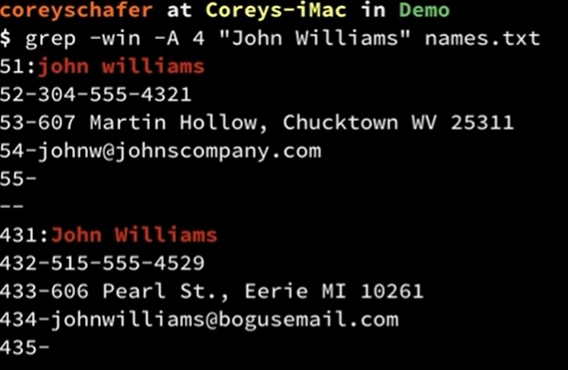 coreyschafer at Coreys-iMac in Demo
$ grep -win -A 4 "John Williams" names.txt
51:john williams
52-304-555-4321
53-607 Martin Hollow, Chucktown WV 25311
54-johnw@johnscompany.com
55-
--
431:John Williams
432-515-555-4529
433-606 Pearl St., Eerie MI 10261
434-johnwilliams@bogusemail.com
435-